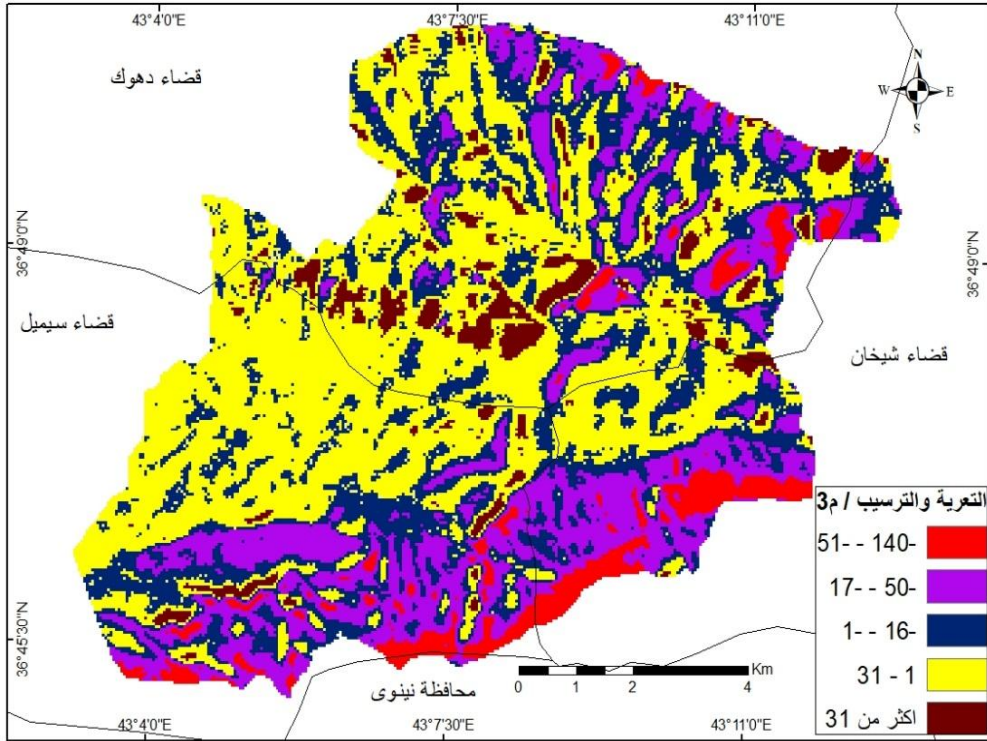 43°4'0"E
43°7'30"E
43°11'0"E
N
W E
S
قضاء دهوك
36°49'0"N
36°49'0"N
قضاء سيميل
قضاء شيخان
التعرية والترسيب / م3
51- - 140-
17- - 50-
1- - 16-
31 - 1
اكثر من 31
36°45'30"N
36°45'30"N
محافظة نينوى
Km
0 1 2 4
43°4'0"E
43°7'30"E
43°11'0"E